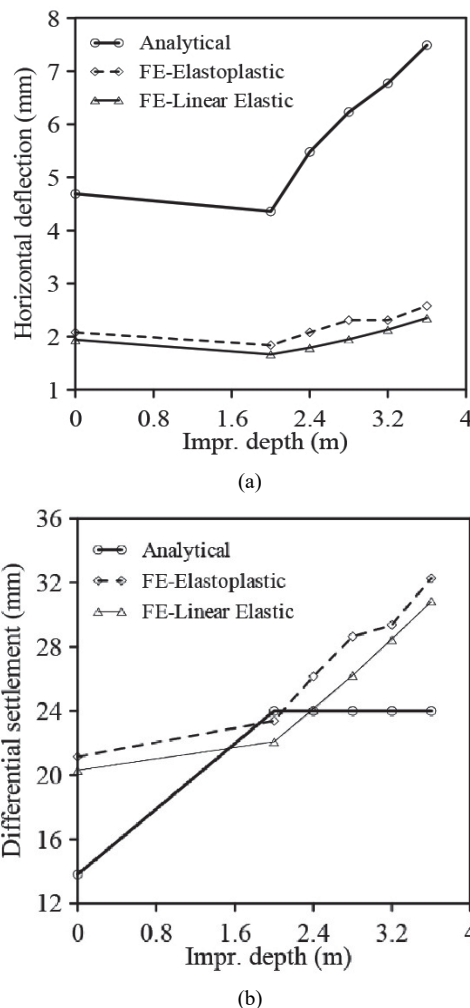 8
7
6
5
4
3
2
1
Horizontal deflection (mm)
Analytical
FE-Elastoplastic
FE-Linear Elastic
0 0.8 1.6 2.4 3.2 4
Impr. depth (m)
(a)
36
32
28
24
20
16
12
Differential settlement (mm)
Analytical
FE-Elastoplastic
FE-Linear Elastic
0 0.8 1.6 2.4 3.2 4
Impr. depth (m)
(b)